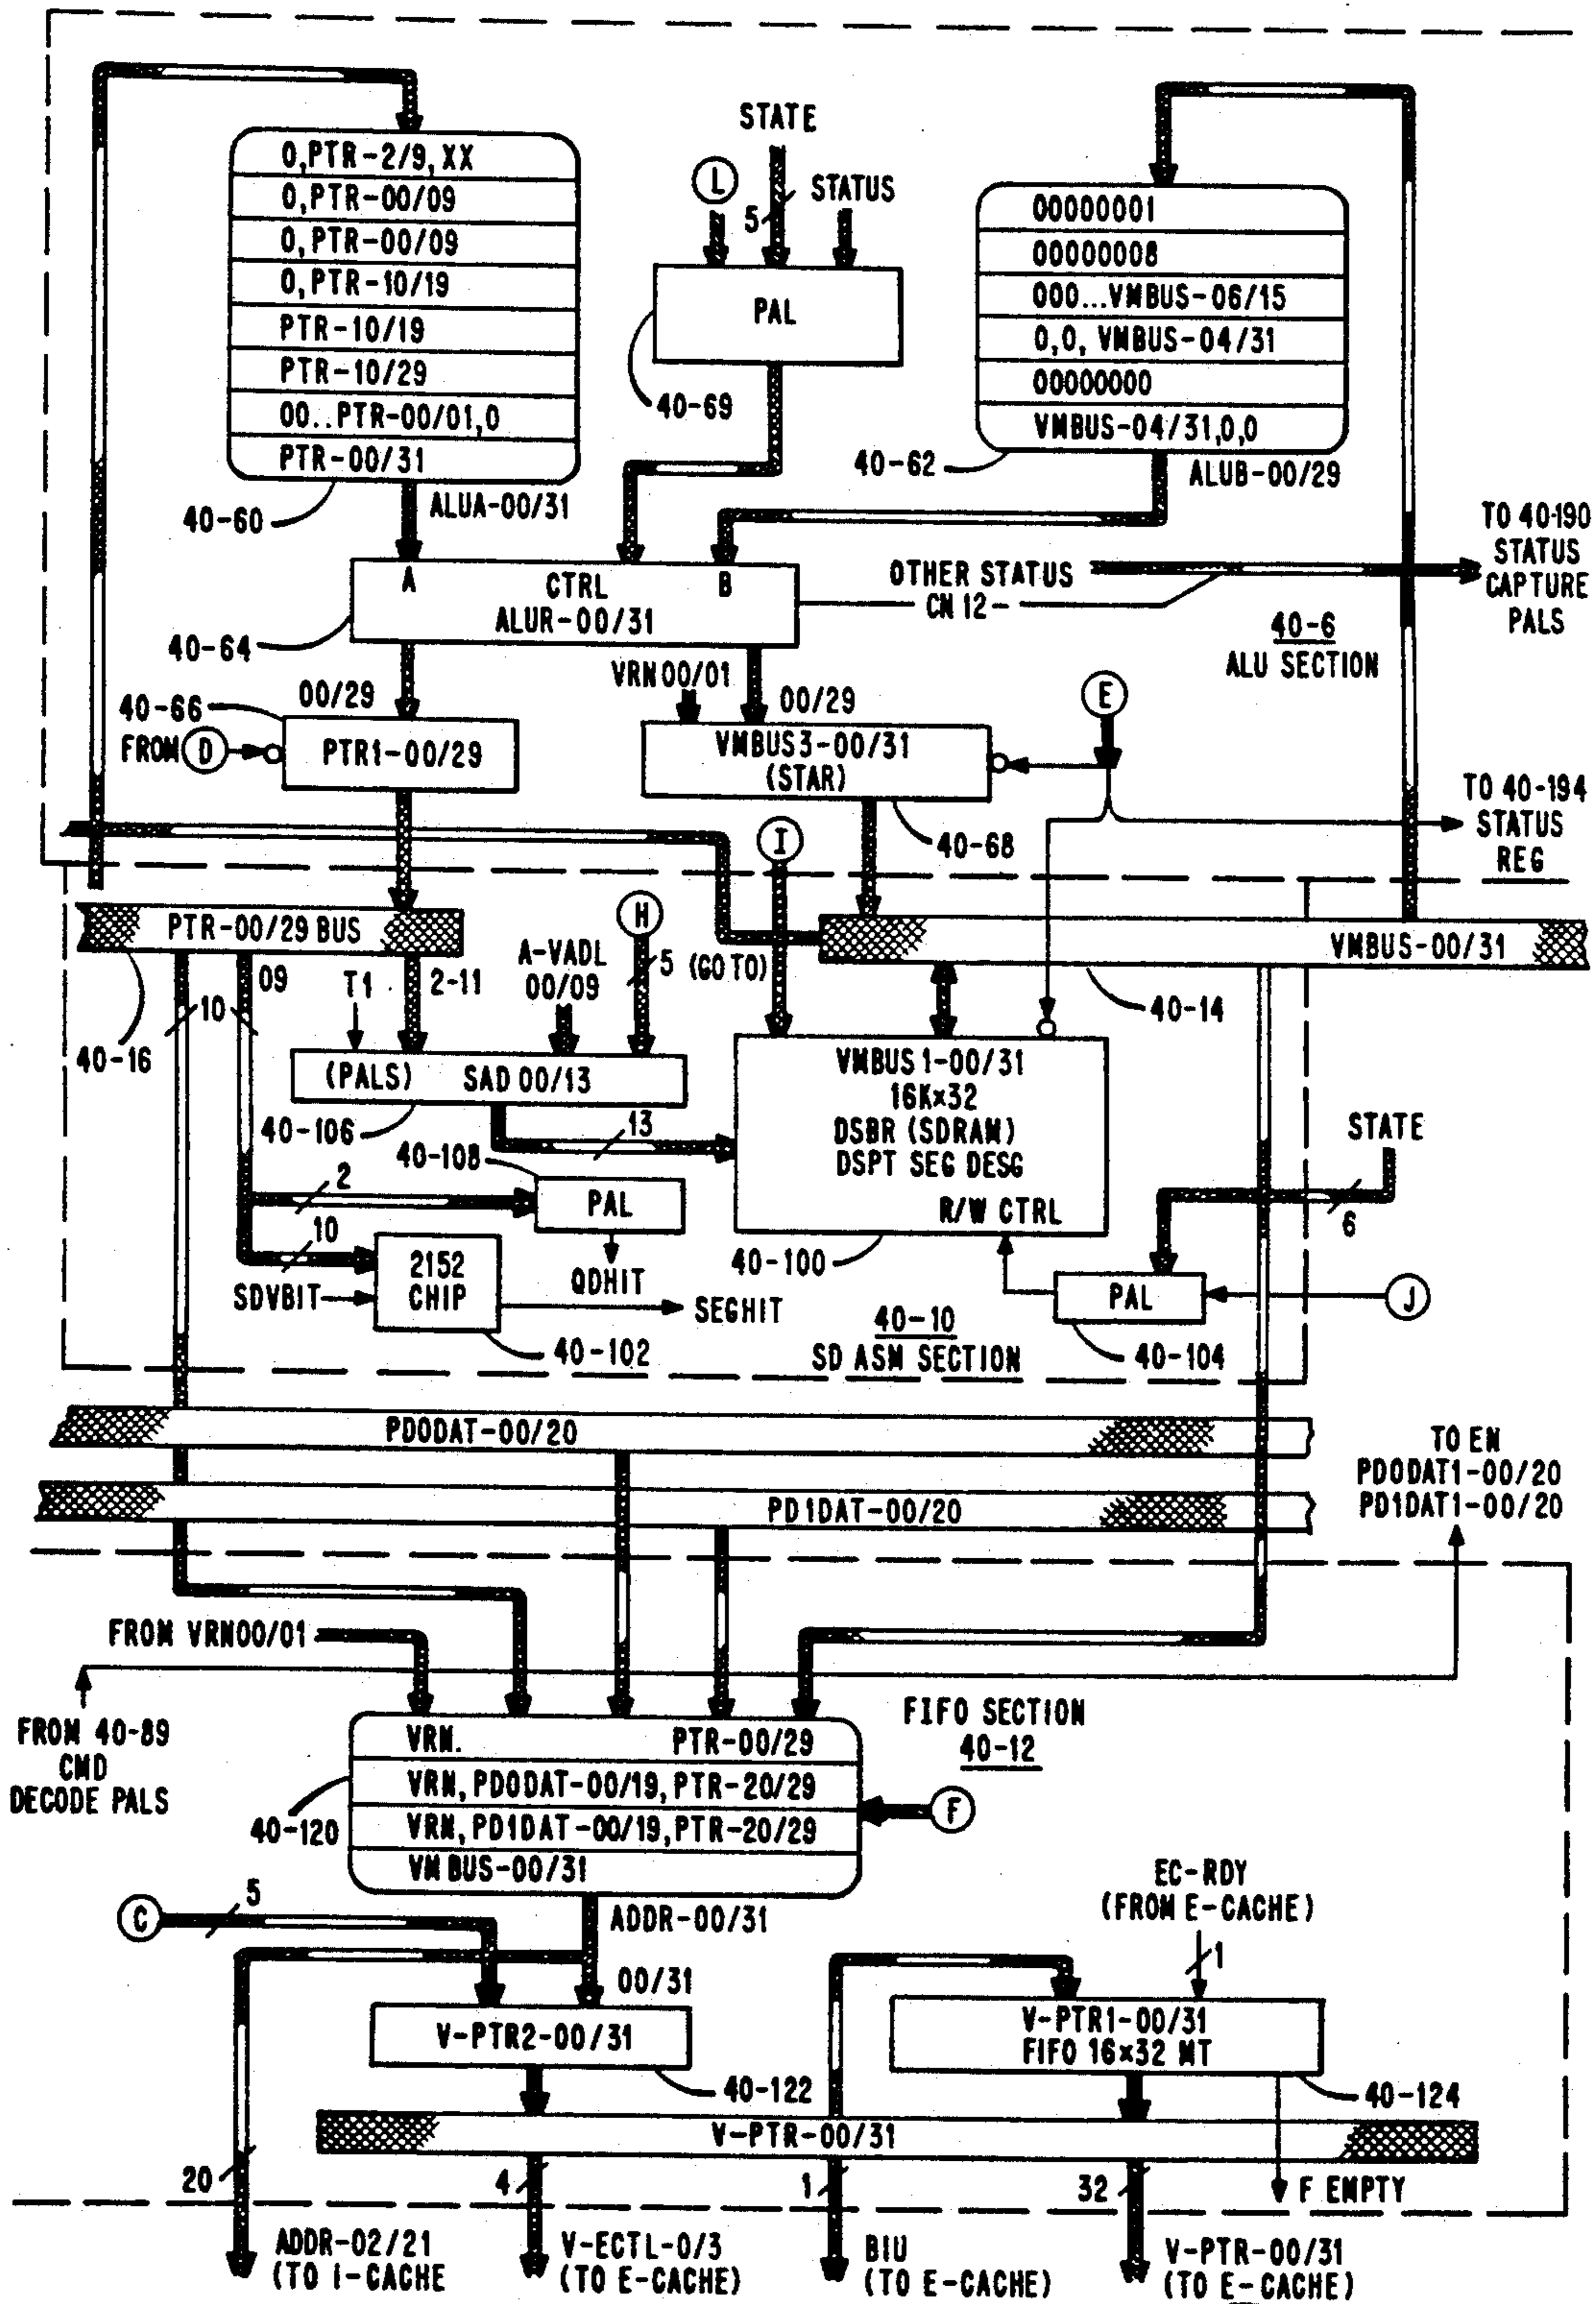 STATE
L
5
STATUS
0,PTR-2/9,XX
0,PTR-00/09
0,PTR-00/09
0,PTR-10/19
PTR-10/19
PTR-10/29
00..PTR-00/01,0
PTR-00/31
PAL
40-69
00000001
00000008
000...VMBUS-06/15
0,0, VMBUS-04/31
00000000
VMBUS-04/31,0,0
40-62
ALUB-00/29
40-60
ALUA-00/31
TO 40-190
STATUS
CAPTURE
PALS
A
CTRL
B
ALUR-00/31
40-64
OTHER STATUS
CN 12-
40-6
ALU SECTION
VRN00/01
00/29
00/29
40-66
FROM D
PTR1-00/29
VMBUS3-00/31
(STAR)
E
TO 40-194
STATUS
REG
I
40-68
PTR-00/29 BUS
H
VMBUS-00/31
09
10
T1
2-11
A-VADL
00/09
5
(GO TO)
40-14
40-16
(PALS) SAD 00/13
VMBUS1-00/31
16K×32
DSBR (SDRAM)
DSPT SEG DESG
R/W CTRL
40-106
13
STATE
40-108
2
PAL
6
10
2152
CHIP
SDVBIT
QDHIT
SEGHIT
40-100
PAL
J
40-102
40-10
SD ASM SECTION
40-104
PD0DAT-00/20
TO EN
PD0DAT1-00/20
PD1DAT1-00/20
PD1DAT-00/20
FROM VRN00/01
FROM 40-89
CMD
DECODE PALS
FIFO SECTION
40-12
VRN. PTR-00/29
VRN, PD0DAT-00/19, PTR-20/29
VRN, PD1DAT-00/19, PTR-20/29
VMBUS-00/31
40-120
F
C
5
ADDR-00/31
EC-RDY
(FROM E-CACHE)
1
00/31
V-PTR2-00/31
V-PTR1-00/31
FIFO 16×32 MT
40-122
40-124
V-PTR-00/31
20
4
1
32
F EMPTY
ADDR-02/21
(TO I-CACHE
V-ECTL-0/3
(TO E-CACHE)
BIU
(TO E-CACHE)
V-PTR-00/31
(TO E-CACHE)